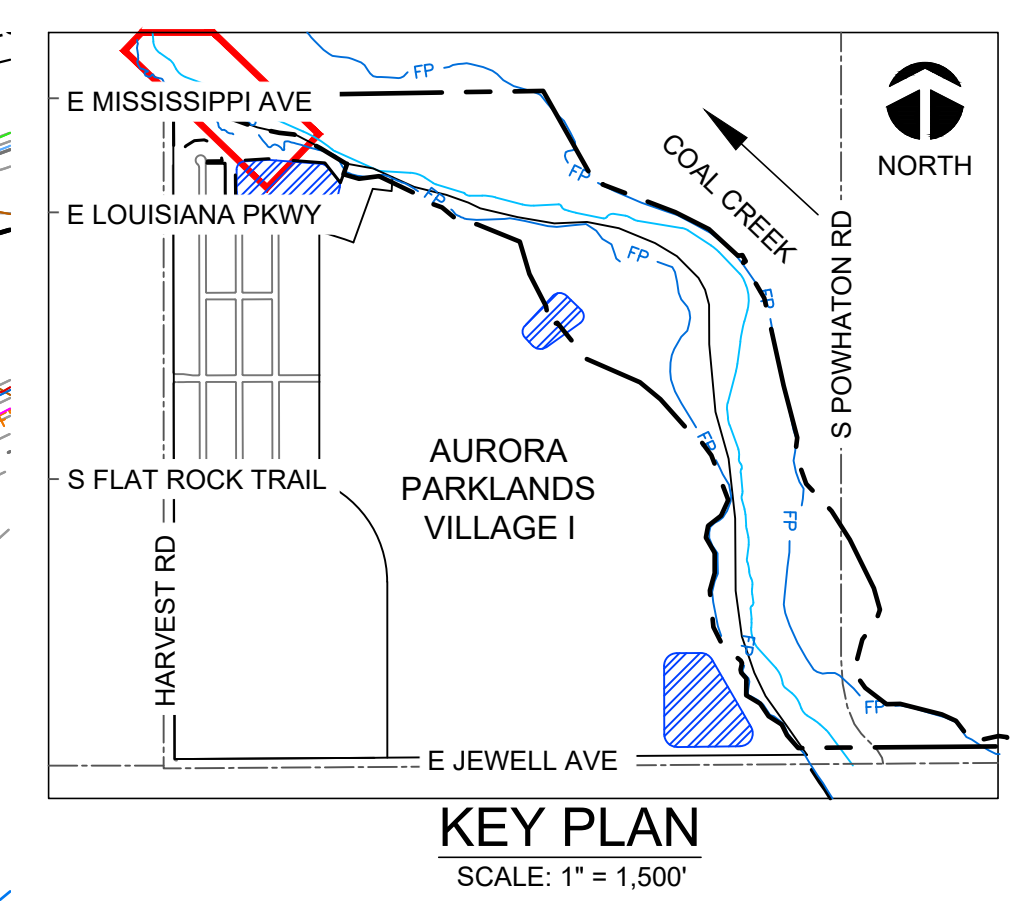 FP
E MISSISSIPPI AVE
NORTH
COAL CREEK
FP
FP
E LOUISIANA PKWY
FP
FP
S POWHATON RD
FP
AURORA
PARKLANDS
VILLAGE I
S FLAT ROCK TRAIL
FP
HARVEST RD
FP
FP
E JEWELL AVE
KEY PLAN
SCALE: 1" = 1,500'